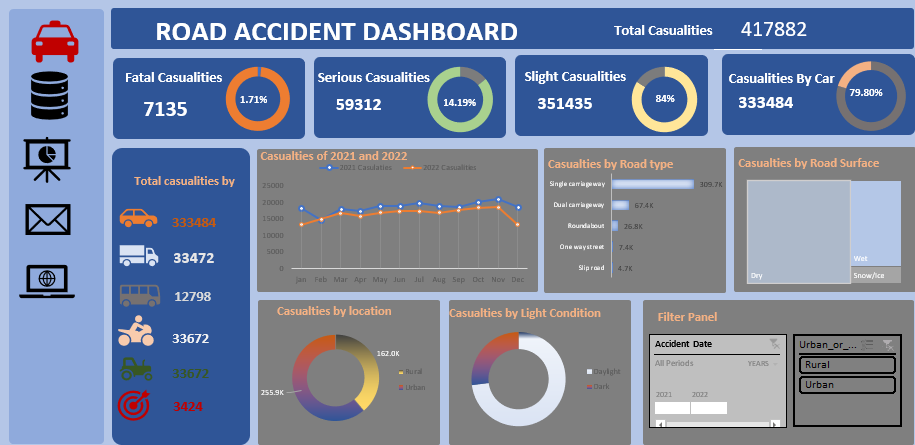 ROAD ACCIDENT DASHBOARD
Total Casualities 417882
Fatal Casualities
7135
1.71%
Serious Casualities
59312
14.19%
Slight Casualities
351435
84%
Casualities By Car
333484
79.80%
Total casualities by
333484
33472
12798
33672
33672
3424
Casualties of 2021 and 2022
2021 Casulaties
2022 Casualities
25000
20000
15000
10000
5000
0
Jan Feb Mar Apr May Jun Jul Aug Sep Oct Nov Dec
Casualties by Road type
Single carriageway 309.7K
Dual carriageway 67.4K
Roundabout 26.8K
One way street 7.4K
Slip road 4.7K
Casualties by Road Surface
Dry
Wet
Snow/Ice
Casualties by location
162.0K
255.9K
Rural
Urban
Casualties by Light Condition
Daylight
Dark
Filter Panel
Accident Date
All Periods YEARS
2021 2022
Urban_or_...
Rural
Urban